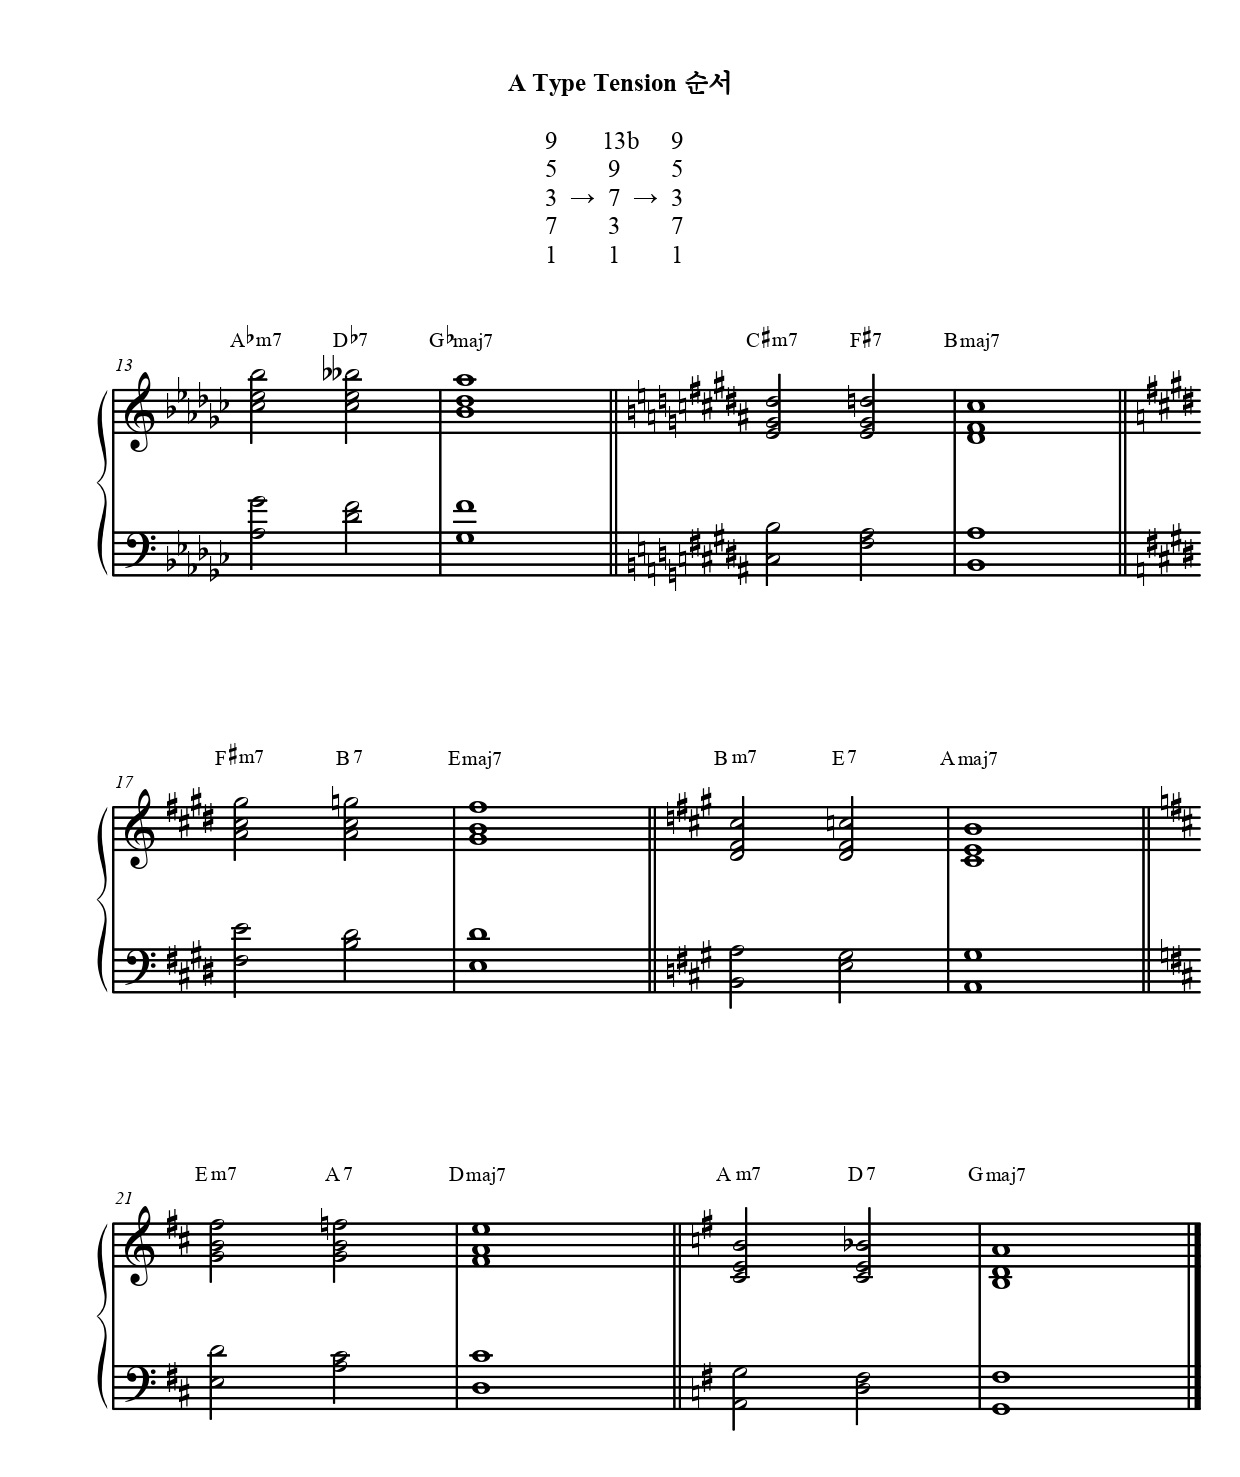 A Type Tension 순서
9 13b 9
5 9 5
3 → 7 → 3
7 3 7
1 1 1
A♭m7 D♭7 G♭maj7 C♯m7 F♯7 Bmaj7
13
F♯m7 B7 Emaj7 Bm7 E7 Amaj7
17
Em7 A7 Dmaj7 Am7 D7 Gmaj7
21